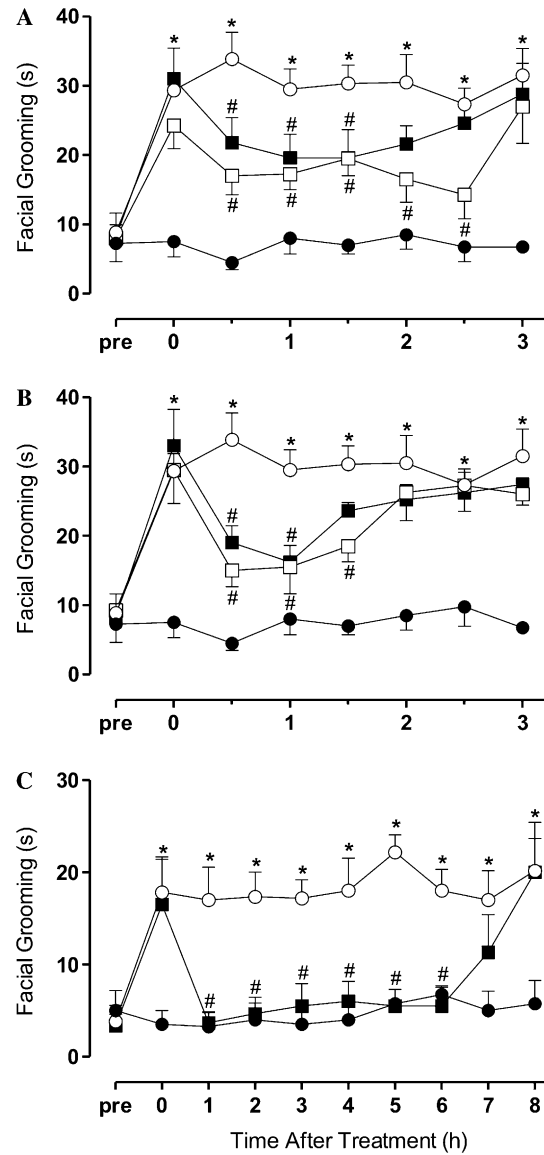 A
Facial Grooming (s)
40
30
20
10
0
* * * * * * *
# # #
# # # # #
pre 0 1 2 3
B
Facial Grooming (s)
40
30
20
10
0
* * * * * * *
# #
# # #
pre 0 1 2 3
C
Facial Grooming (s)
30
20
10
0
* * * * * * * * *
# # # # # #
pre 0 1 2 3 4 5 6 7 8
Time After Treatment (h)